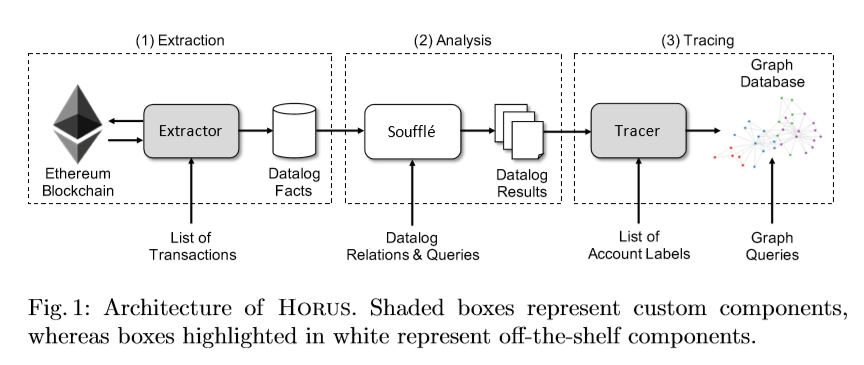 (1) Extraction
(2) Analysis
(3) Tracing
Graph
Database
Extractor
Soufflé
Tracer
Ethereum
Blockchain
Datalog
Facts
Datalog
Results
List of
Transactions
Datalog
Relations & Queries
List of
Account Labels
Graph
Queries
Fig. 1: Architecture of HORUS. Shaded boxes represent custom components,
whereas boxes highlighted in white represent off-the-shelf components.